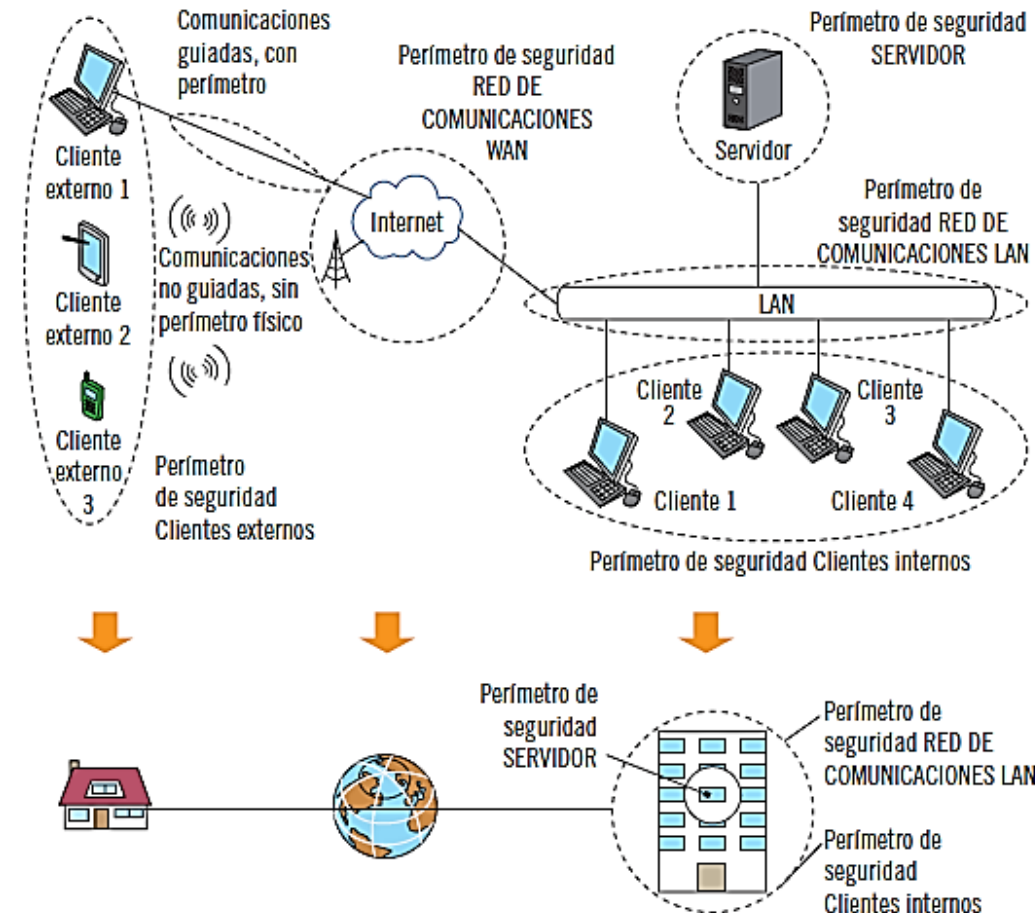 Comunicaciones
guiadas, con
perímetro
Perímetro de seguridad
RED DE
COMUNICACIONES
WAN
Perímetro de seguridad
SERVIDOR
Cliente
externo 1
Servidor
Internet
Perímetro de
seguridad RED DE
COMUNICACIONES LAN
Comunicaciones
no guiadas, sin
perímetro físico
Cliente
externo 2
LAN
Cliente
2
Cliente
3
Cliente
externo
3
Perímetro
de seguridad
Clientes externos
Cliente 1
Cliente 4
Perímetro de seguridad Clientes internos
Perímetro de
seguridad
SERVIDOR
Perímetro de
seguridad RED DE
COMUNICACIONES LAN
Perímetro de
seguridad
Clientes internos